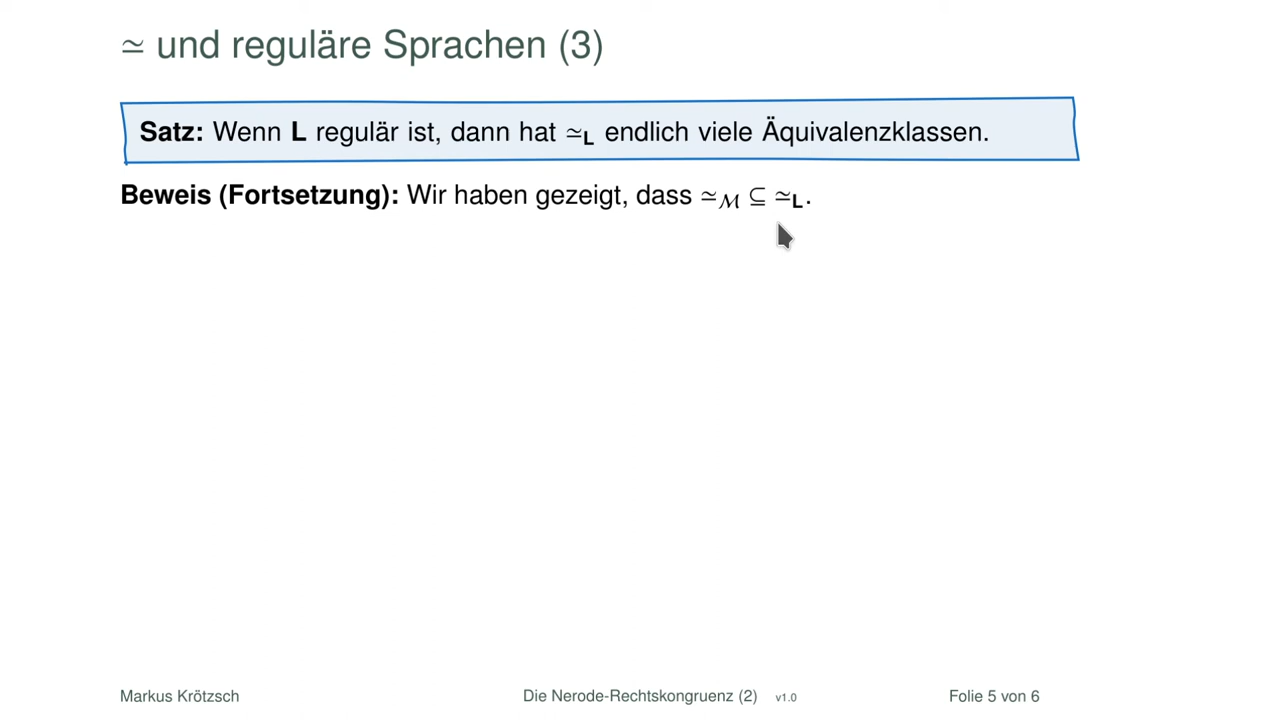 ≃ und reguläre Sprachen (3)
Satz: Wenn L regulär ist, dann hat ≃L endlich viele Äquivalenzklassen.
Beweis (Fortsetzung): Wir haben gezeigt, dass ≃ℳ ⊆ ≃L.
Markus Krötzsch Die Nerode-Rechtskongruenz (2) v1.0 Folie 5 von 6